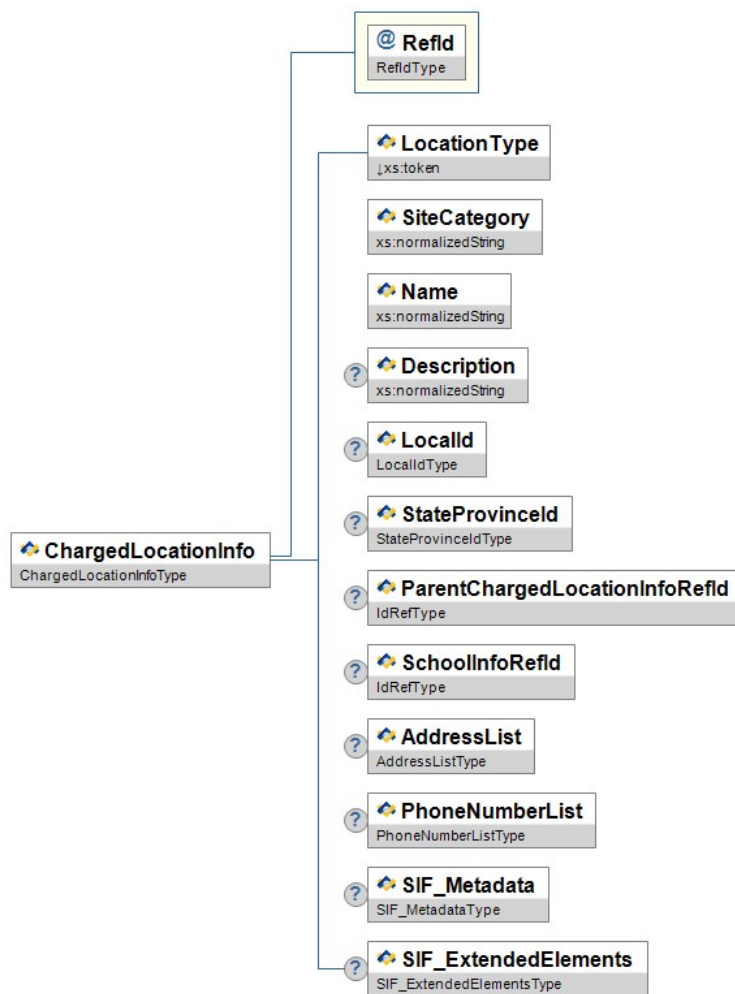 @ RefId
RefIdType
LocationType
↓xs:token
SiteCategory
xs:normalizedString
Name
xs:normalizedString
? Description
xs:normalizedString
? LocalId
LocalIdType
? StateProvinceId
StateProvinceIdType
ChargedLocationInfo
ChargedLocationInfoType
? ParentChargedLocationInfoRefId
IdRefType
? SchoolInfoRefId
IdRefType
? AddressList
AddressListType
? PhoneNumberList
PhoneNumberListType
? SIF_Metadata
SIF_MetadataType
? SIF_ExtendedElements
SIF_ExtendedElementsType